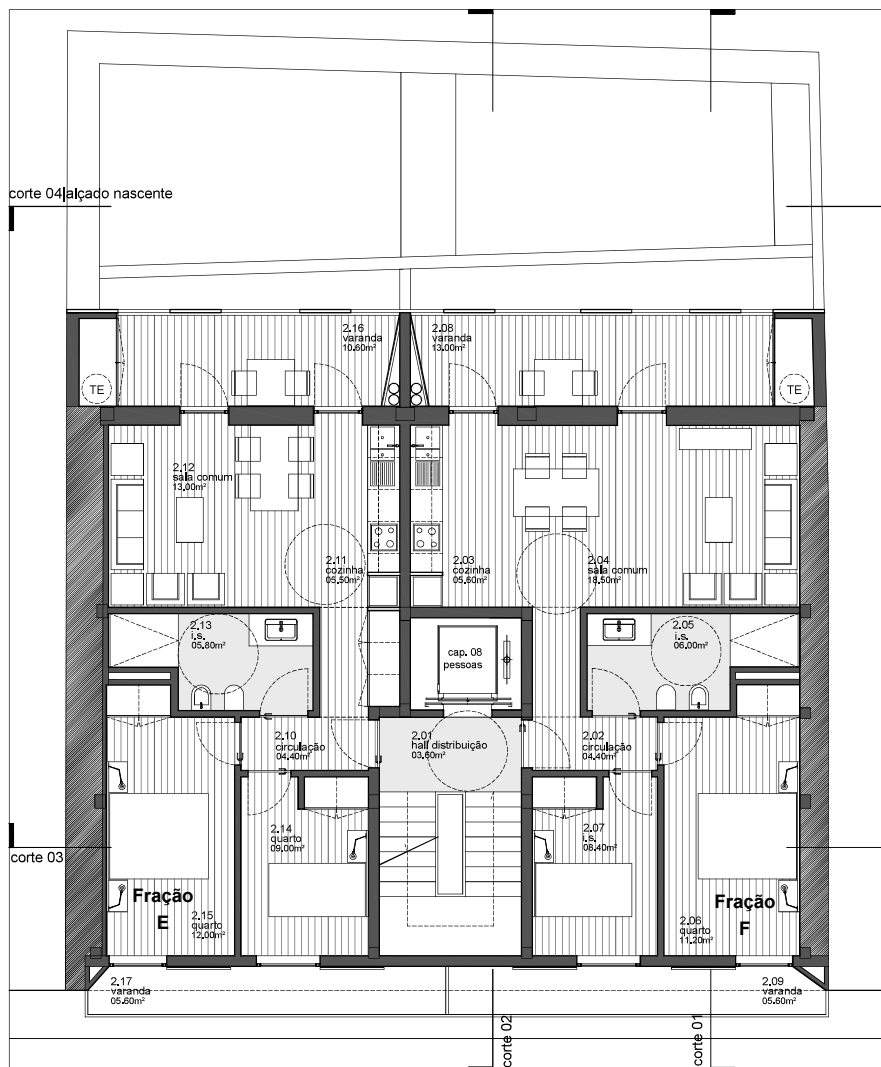 corte 04|alçado nascente
2.16
varanda
10.60m²
2.08
varanda
13.00m²
TE
TE
2.12
sala comum
13.00m²
2.11
cozinha
05.50m²
2.03
cozinha
05.60m²
2.04
sala comum
18.50m²
2.13
i.s.
05.80m²
cap. 08
pessoas
2.05
i.s.
06.00m²
2.10
circulação
04.40m²
2.01
hall distribuição
03.60m²
2.02
circulação
04.40m²
2.14
quarto
09.00m²
2.07
i.s.
08.40m²
corte 03
Fração
E
2.15
quarto
12.00m²
Fração
F
2.06
quarto
11.20m²
2.17
varanda
05.60m²
2.09
varanda
05.60m²
corte 02
corte 01